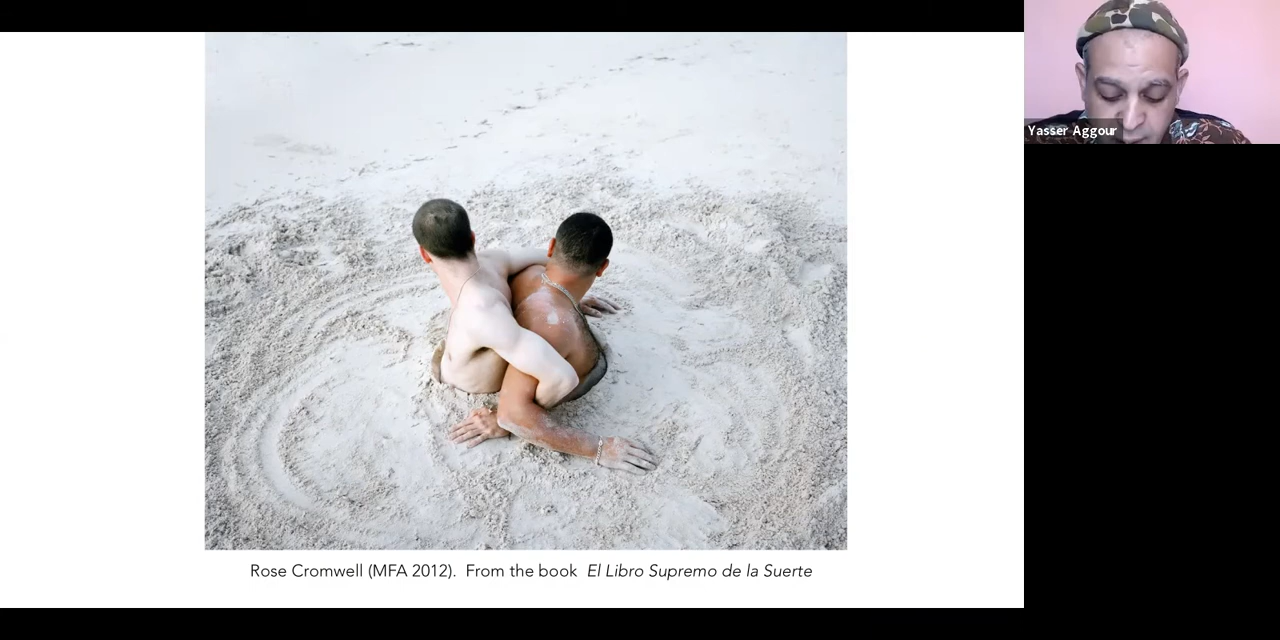 Yasser Aggour
Rose Cromwell (MFA 2012).  From the book  El Libro Supremo de la Suerte